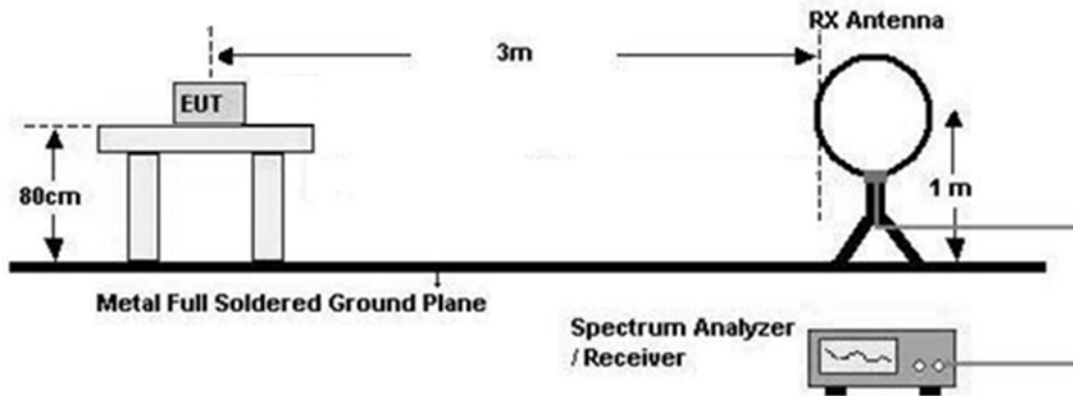 RX Antenna
3m
EUT
80cm
1 m
Metal Full Soldered Ground Plane
Spectrum Analyzer
/ Receiver